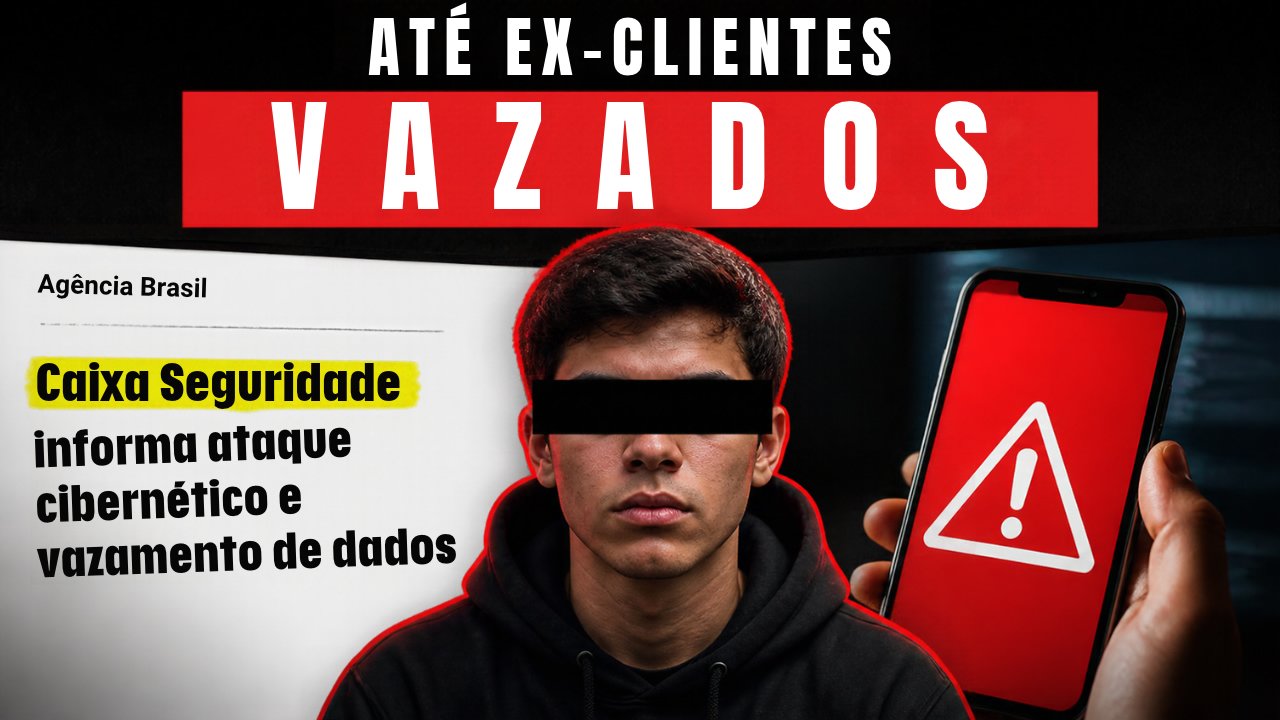 ATÉ EX-CLIENTES
VAZADOS
Agência Brasil
Caixa Seguridade
informa ataque
cibernético e
vazamento de dados